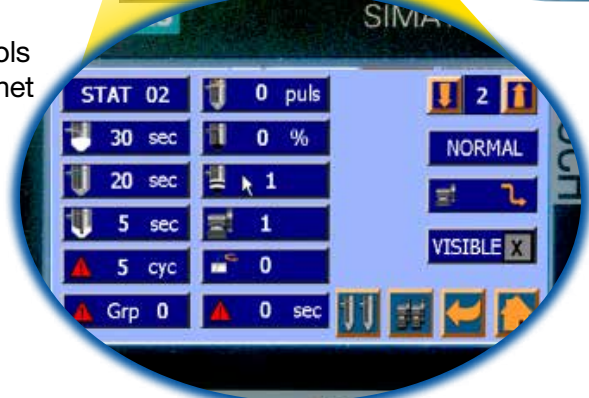 SIMAT
ols
net
STAT 02
0 puls
2
30 sec
0 %
NORMAL
20 sec
1
5 sec
1
VISIBLE X
5 cyc
0
Grp 0
0 sec